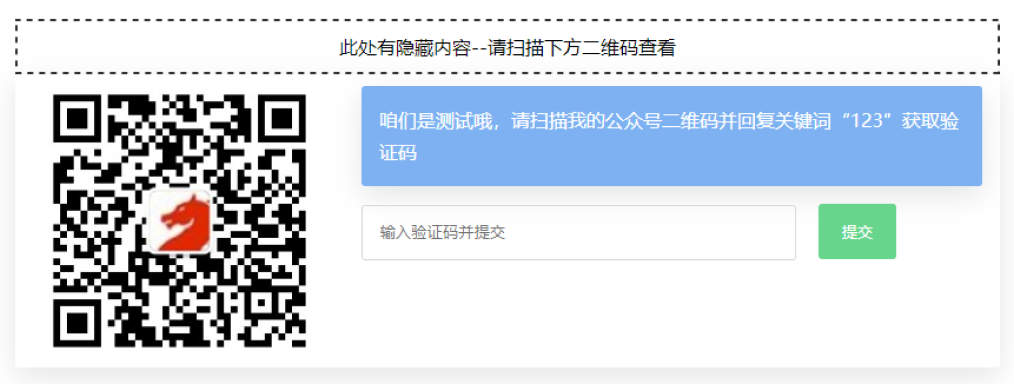 此处有隐藏内容--请扫描下方二维码查看
咱们是测试哦，请扫描我的公众号二维码并回复关键词“123”获取验
证码
输入验证码并提交
提交